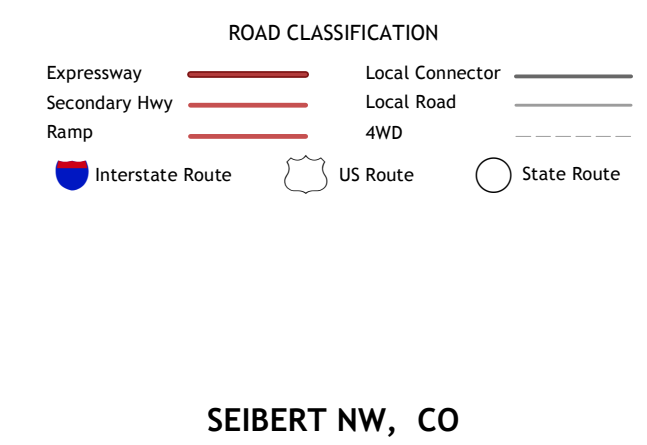 ROAD CLASSIFICATION
Expressway
Secondary Hwy
Ramp
Local Connector
Local Road
4WD
Interstate Route
US Route
State Route
SEIBERT NW, CO